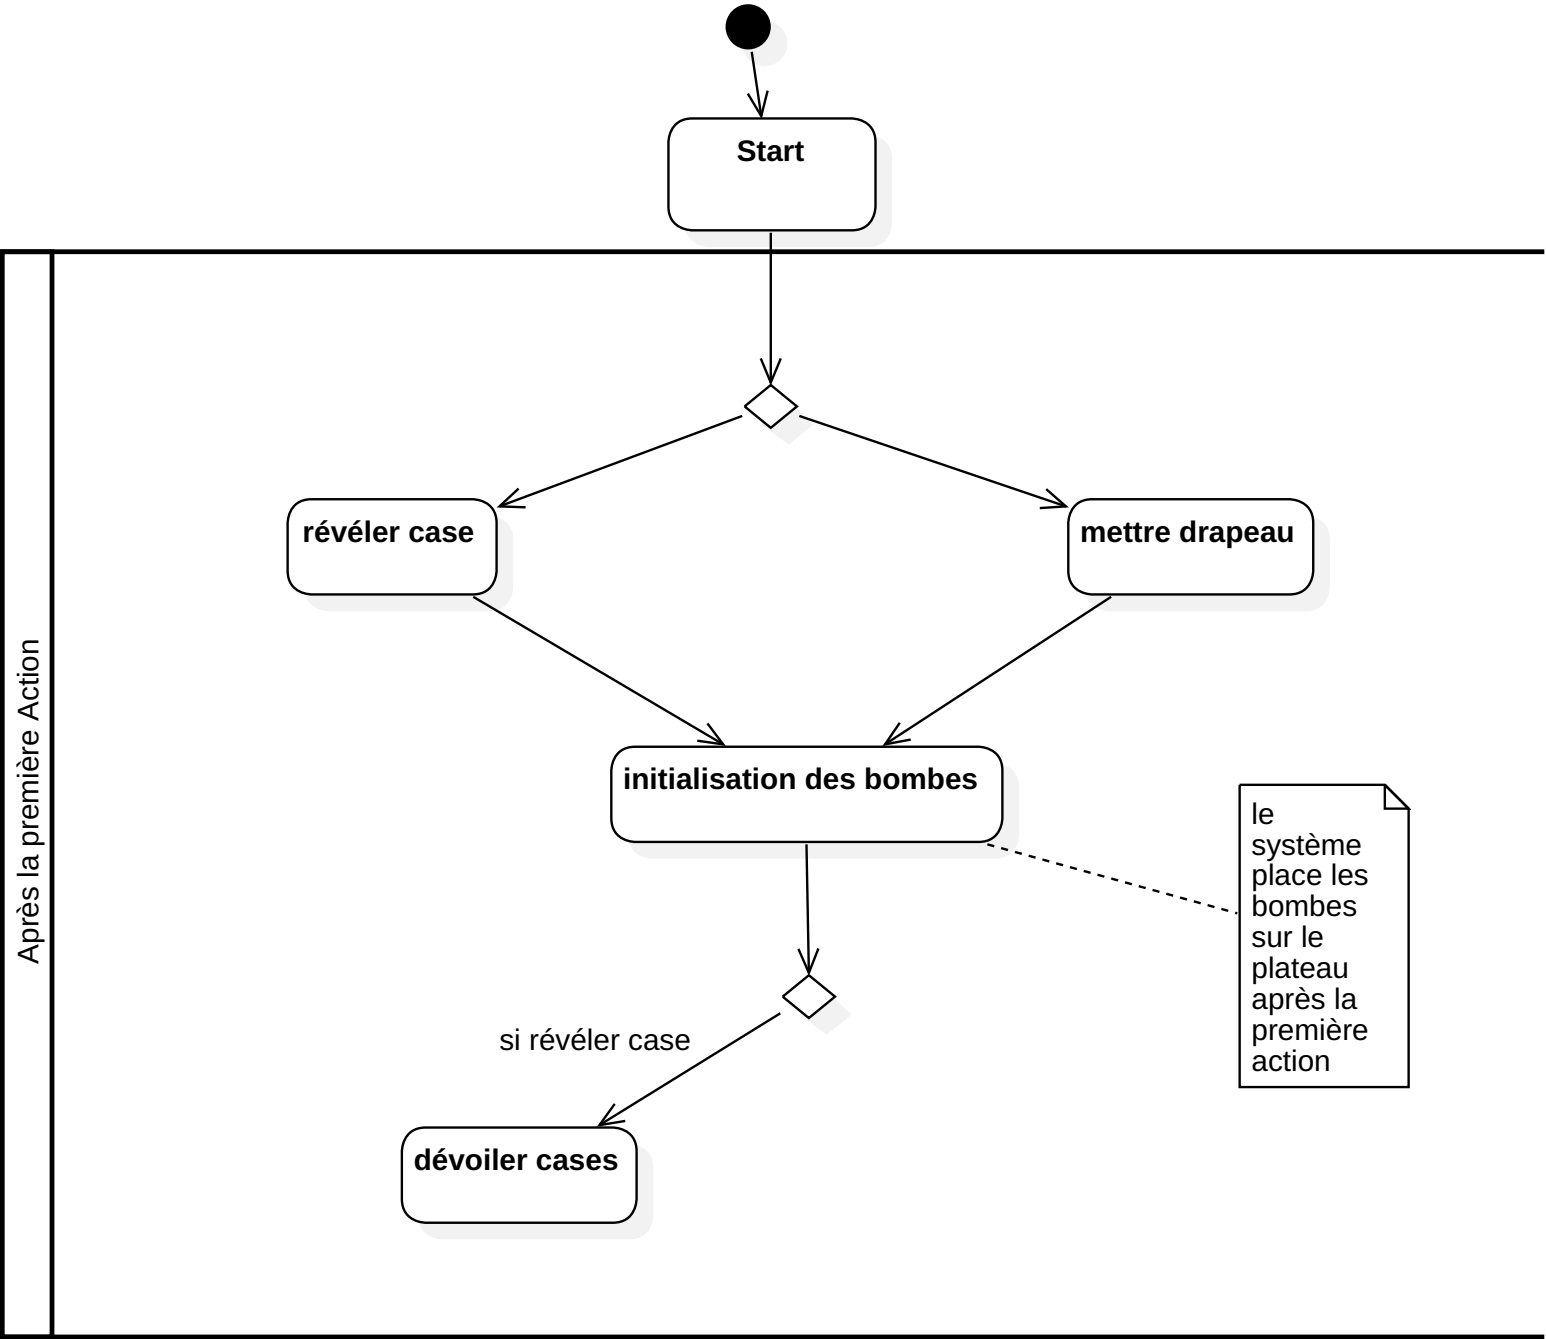 Start
Après la première Action
révéler case
mettre drapeau
initialisation des bombes
le
système
place les
bombes
sur le
plateau
après la
première
action
si révéler case
dévoiler cases